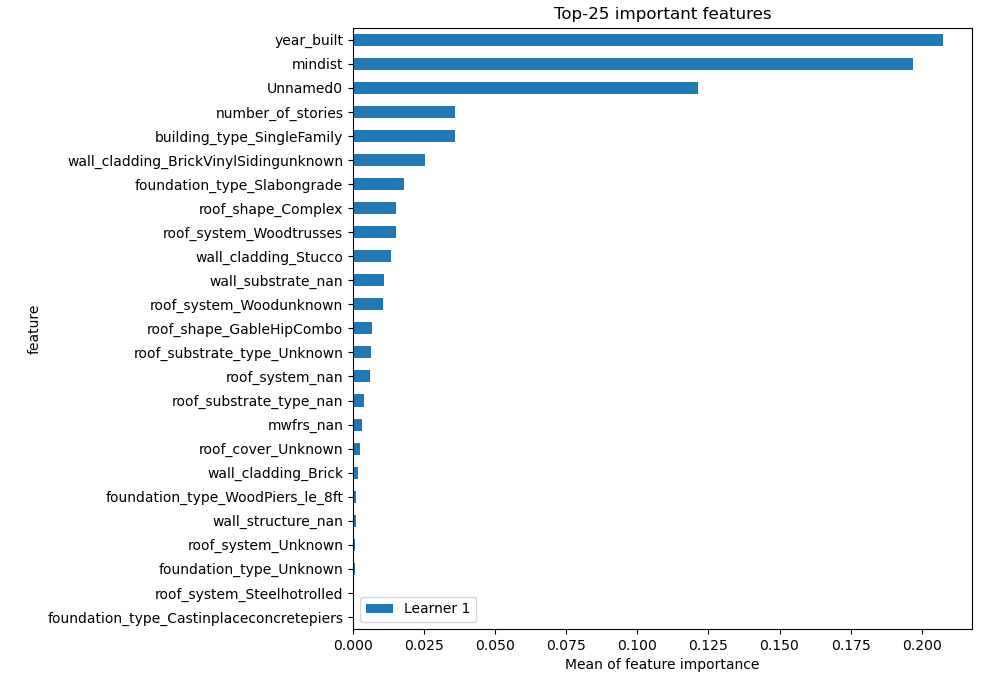 Top-25 important features
year_built
mindist
Unnamed0
number_of_stories
building_type_SingleFamily
wall_cladding_BrickVinylSidingunknown
foundation_type_Slabongrade
roof_shape_Complex
roof_system_Woodtrusses
wall_cladding_Stucco
wall_substrate_nan
roof_system_Woodunknown
roof_shape_GableHipCombo
roof_substrate_type_Unknown
roof_system_nan
roof_substrate_type_nan
mwfrs_nan
roof_cover_Unknown
wall_cladding_Brick
foundation_type_WoodPiers_le_8ft
wall_structure_nan
roof_system_Unknown
foundation_type_Unknown
roof_system_Steelhotrolled
foundation_type_Castinplaceconcretepiers
feature
Learner 1
0.000 0.025 0.050 0.075 0.100 0.125 0.150 0.175 0.200
Mean of feature importance